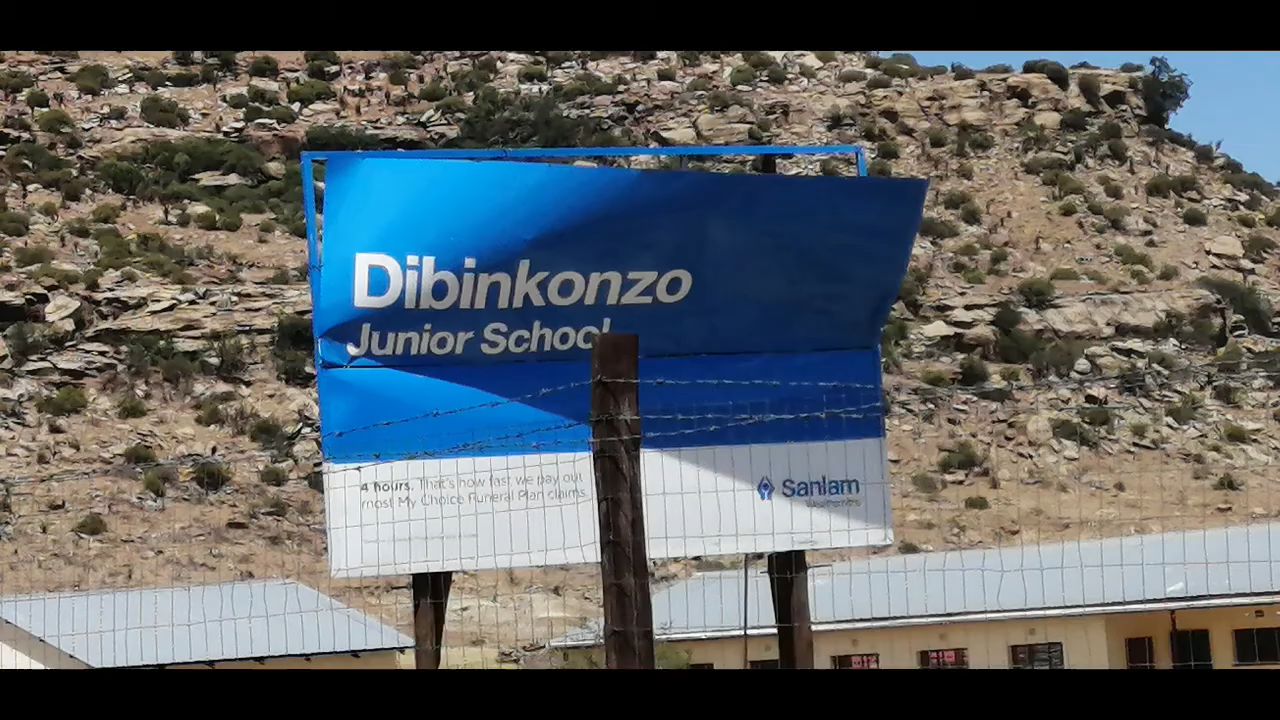 Dibinkonzo
Junior School
4 hours. That's how fast we pay out
most My Choice Funeral Plan claims.
Sanlam